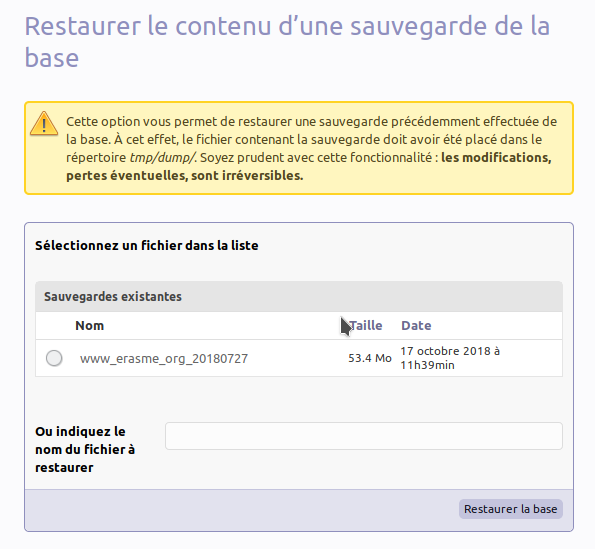 Restaurer le contenu d’une sauvegarde de la
base
Cette option vous permet de restaurer une sauvegarde précédemment effectuée de
la base. À cet effet, le fichier contenant la sauvegarde doit avoir été placé dans le
répertoire tmp/dump/. Soyez prudent avec cette fonctionnalité : les modifications,
pertes éventuelles, sont irréversibles.
Sélectionnez un fichier dans la liste
Sauvegardes existantes
Nom Taille Date
www_erasme_org_20180727 53.4 Mo 17 octobre 2018 à
11h39min
Ou indiquez le
nom du fichier à
restaurer
Restaurer la base